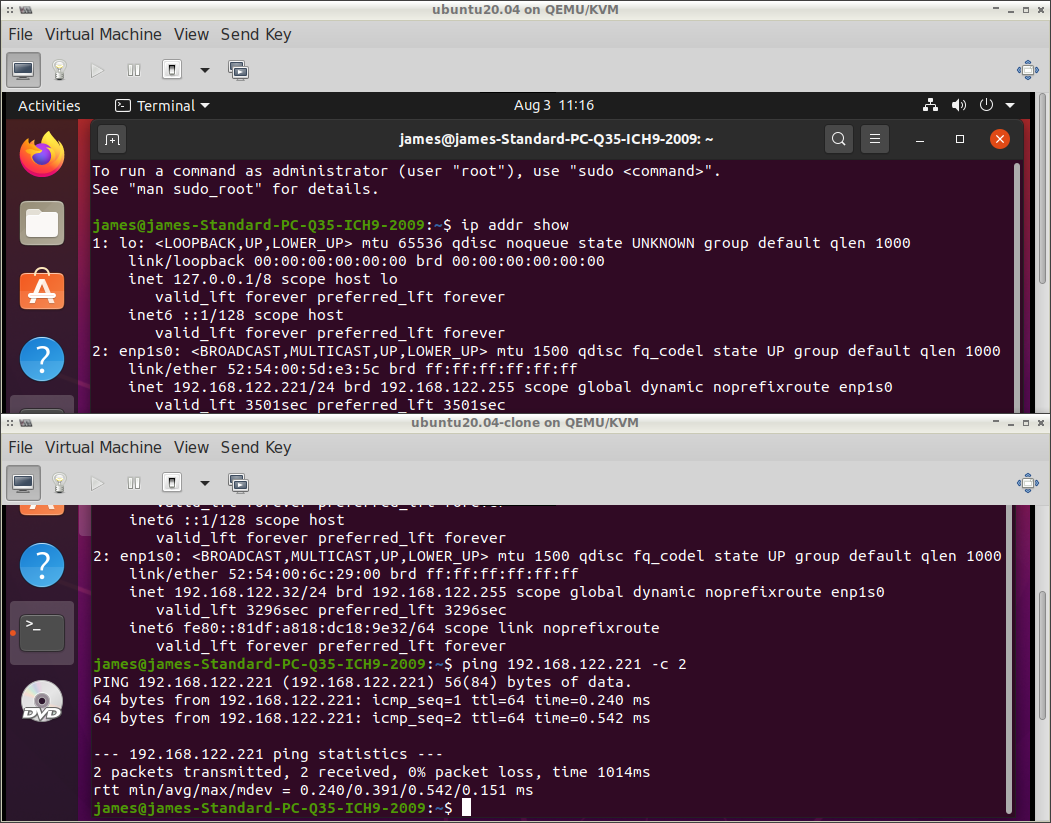 ubuntu20.04 on QEMU/KVM
File Virtual Machine View Send Key
Activities Terminal Aug 3 11:16
james@james-Standard-PC-Q35-ICH9-2009: ~
To run a command as administrator (user "root"), use "sudo <command>".
See "man sudo_root" for details.
james@james-Standard-PC-Q35-ICH9-2009:~$ ip addr show
1: lo: <LOOPBACK,UP,LOWER_UP> mtu 65536 qdisc noqueue state UNKNOWN group default qlen 1000
link/loopback 00:00:00:00:00:00 brd 00:00:00:00:00:00
inet 127.0.0.1/8 scope host lo
valid_lft forever preferred_lft forever
inet6 ::1/128 scope host
valid_lft forever preferred_lft forever
2: enp1s0: <BROADCAST,MULTICAST,UP,LOWER_UP> mtu 1500 qdisc fq_codel state UP group default qlen 1000
link/ether 52:54:00:5d:e3:5c brd ff:ff:ff:ff:ff:ff
inet 192.168.122.221/24 brd 192.168.122.255 scope global dynamic noprefixroute enp1s0
valid_lft 3501sec preferred_lft 3501sec
ubuntu20.04-clone on QEMU/KVM
File Virtual Machine View Send Key
valid_lft forever preferred_lft forever
inet6 ::1/128 scope host
valid_lft forever preferred_lft forever
2: enp1s0: <BROADCAST,MULTICAST,UP,LOWER_UP> mtu 1500 qdisc fq_codel state UP group default qlen 1000
link/ether 52:54:00:6c:29:00 brd ff:ff:ff:ff:ff:ff
inet 192.168.122.32/24 brd 192.168.122.255 scope global dynamic noprefixroute enp1s0
valid_lft 3296sec preferred_lft 3296sec
inet6 fe80::81df:a818:dc18:9e32/64 scope link noprefixroute
valid_lft forever preferred_lft forever
james@james-Standard-PC-Q35-ICH9-2009:~$ ping 192.168.122.221 -c 2
PING 192.168.122.221 (192.168.122.221) 56(84) bytes of data.
64 bytes from 192.168.122.221: icmp_seq=1 ttl=64 time=0.240 ms
64 bytes from 192.168.122.221: icmp_seq=2 ttl=64 time=0.542 ms
--- 192.168.122.221 ping statistics ---
2 packets transmitted, 2 received, 0% packet loss, time 1014ms
rtt min/avg/max/mdev = 0.240/0.391/0.542/0.151 ms
james@james-Standard-PC-Q35-ICH9-2009:~$
DVD